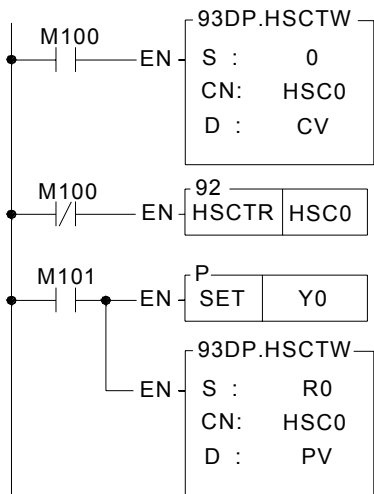 93DP.HSCTW
M100
EN
S : 0
CN: HSC0
D : CV
M100
EN
92
HSCTR HSC0
M101
EN
P
SET Y0
93DP.HSCTW
EN
S : R0
CN: HSC0
D : PV